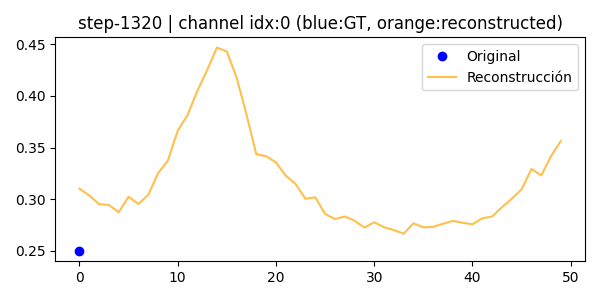 step-1320 | channel idx:0 (blue:GT, orange:reconstructed)
Original
Reconstrucción
0.45
0.40
0.35
0.30
0.25
0 10 20 30 40 50